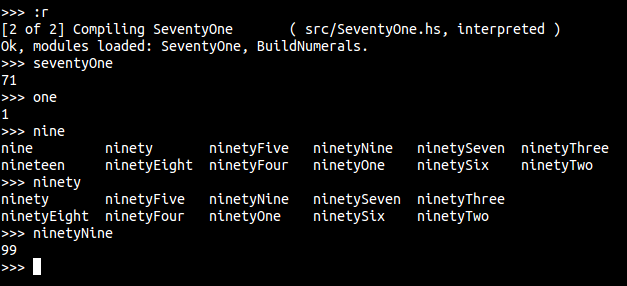 >>> :r
[2 of 2] Compiling SeventyOne       ( src/SeventyOne.hs, interpreted )
Ok, modules loaded: SeventyOne, BuildNumerals.
>>> seventyOne
71
>>> one
1
>>> nine
nine         ninety       ninetyFive   ninetyNine   ninetySeven  ninetyThree
nineteen     ninetyEight  ninetyFour   ninetyOne    ninetySix    ninetyTwo
>>> ninety
ninety       ninetyFive   ninetyNine   ninetySeven  ninetyThree
ninetyEight  ninetyFour   ninetyOne    ninetySix    ninetyTwo
>>> ninetyNine
99
>>>